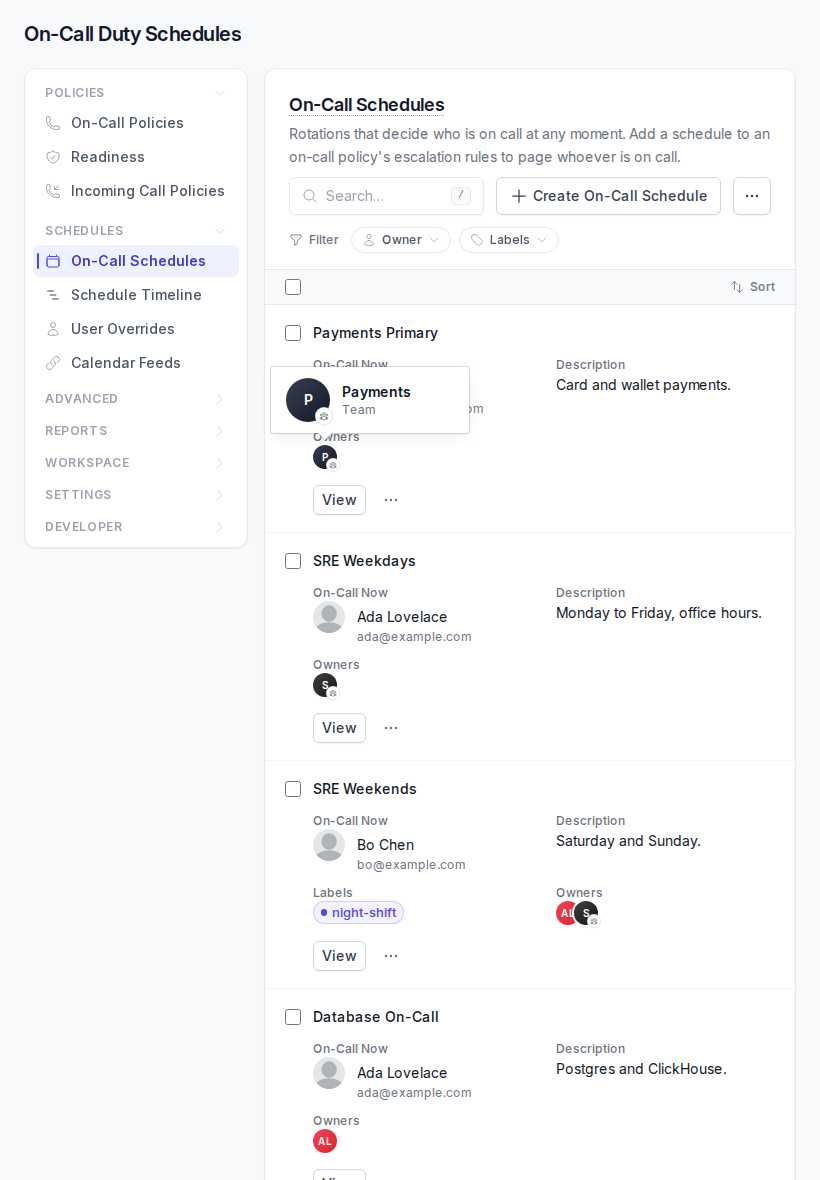 On-Call Duty Schedules
POLICIES
On-Call Policies
Readiness
Incoming Call Policies
SCHEDULES
On-Call Schedules
Schedule Timeline
User Overrides
Calendar Feeds
ADVANCED
REPORTS
WORKSPACE
SETTINGS
DEVELOPER
On-Call Schedules
Rotations that decide who is on call at any moment. Add a schedule to an
on-call policy's escalation rules to page whoever is on call.
Search... /
Create On-Call Schedule
Filter Owner Labels
Sort
Payments Primary
On-Call Now
Description
Card and wallet payments.
P
Payments
Team
om
Owners
P
View
SRE Weekdays
On-Call Now
Ada Lovelace
ada@example.com
Description
Monday to Friday, office hours.
Owners
S
View
SRE Weekends
On-Call Now
Bo Chen
bo@example.com
Description
Saturday and Sunday.
Labels
night-shift
Owners
AL S
View
Database On-Call
On-Call Now
Ada Lovelace
ada@example.com
Description
Postgres and ClickHouse.
Owners
AL